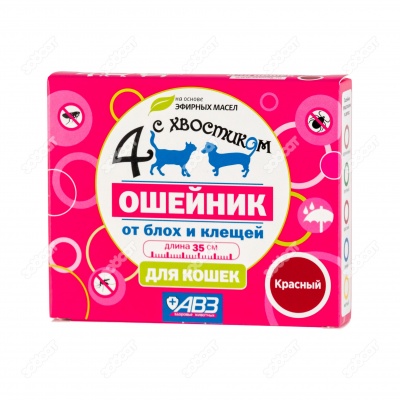 на основе
ЭФИРНЫХ МАСЕЛ
4 с хвостиком
ОШЕЙНИК
от блох и клещей
длина 35 см
ДЛЯ КОШЕК
Красный
АВЗ